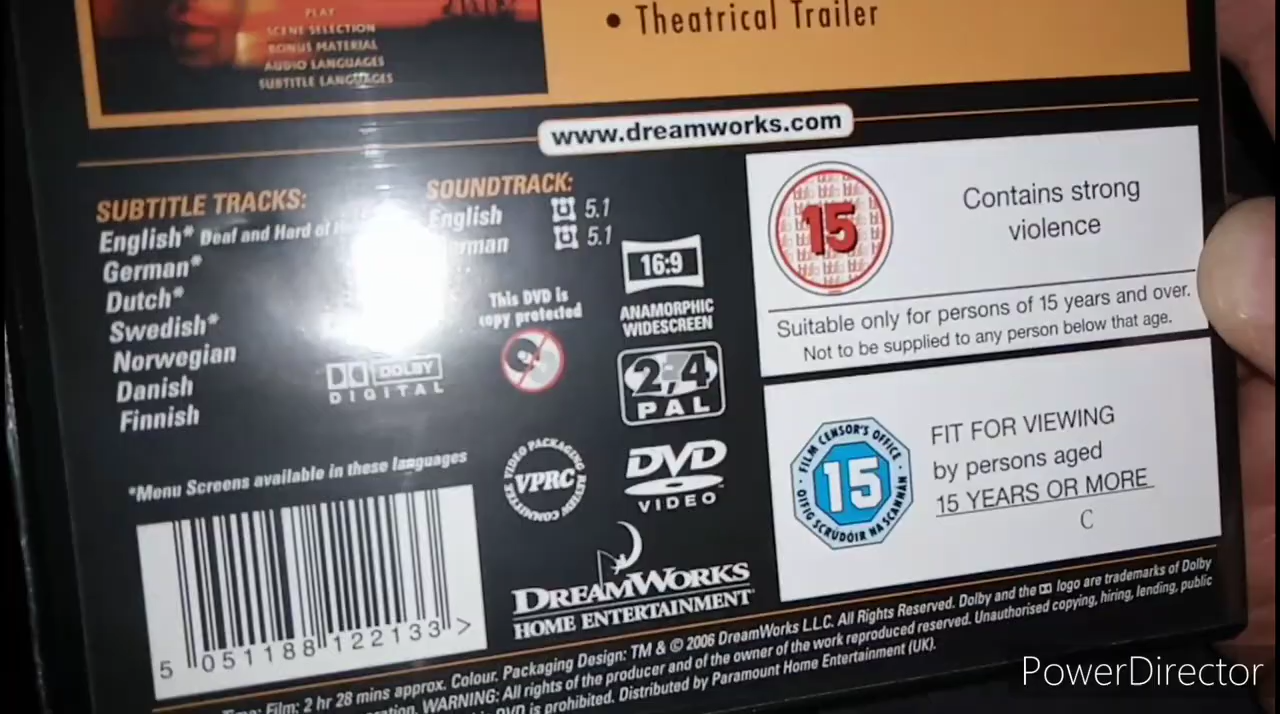 PLAY
SCENE SELECTION
BONUS MATERIAL
AUDIO LANGUAGES
SUBTITLE LANGUAGES
• Theatrical Trailer
www.dreamworks.com
SUBTITLE TRACKS:
English* Deaf and Hard of
German*
Dutch*
Swedish*
Norwegian
Danish
Finnish
*Menu Screens available in these languages
SOUNDTRACK:
English 5.1
5.1
DOLBY
DIGITAL
This DVD is
copy protected
16:9
ANAMORPHIC
WIDESCREEN
2,4
PAL
VIDEO PACKAGING REVIEW COMMITTEE
VPRC
DVD
VIDEO
DREAMWORKS
HOME ENTERTAINMENT
15
Contains strong
violence
Suitable only for persons of 15 years and over.
Not to be supplied to any person below that age.
FILM CENSOR'S OFFICE
15
OIFIG SCRÚDÓIR NA SCANNÁN
FIT FOR VIEWING
by persons aged
15 YEARS OR MORE
C
5 051188 122133 >
Film: 2 hr 28 mins approx. Colour. Packaging Design: TM & © 2006 DreamWorks L.L.C. All Rights Reserved. Dolby and the logo are trademarks of Dolby
WARNING: All rights of the producer and of the owner of the work reproduced reserved. Unauthorised copying, hiring, lending, public
DVD is prohibited. Distributed by Paramount Home Entertainment (UK).
PowerDirector